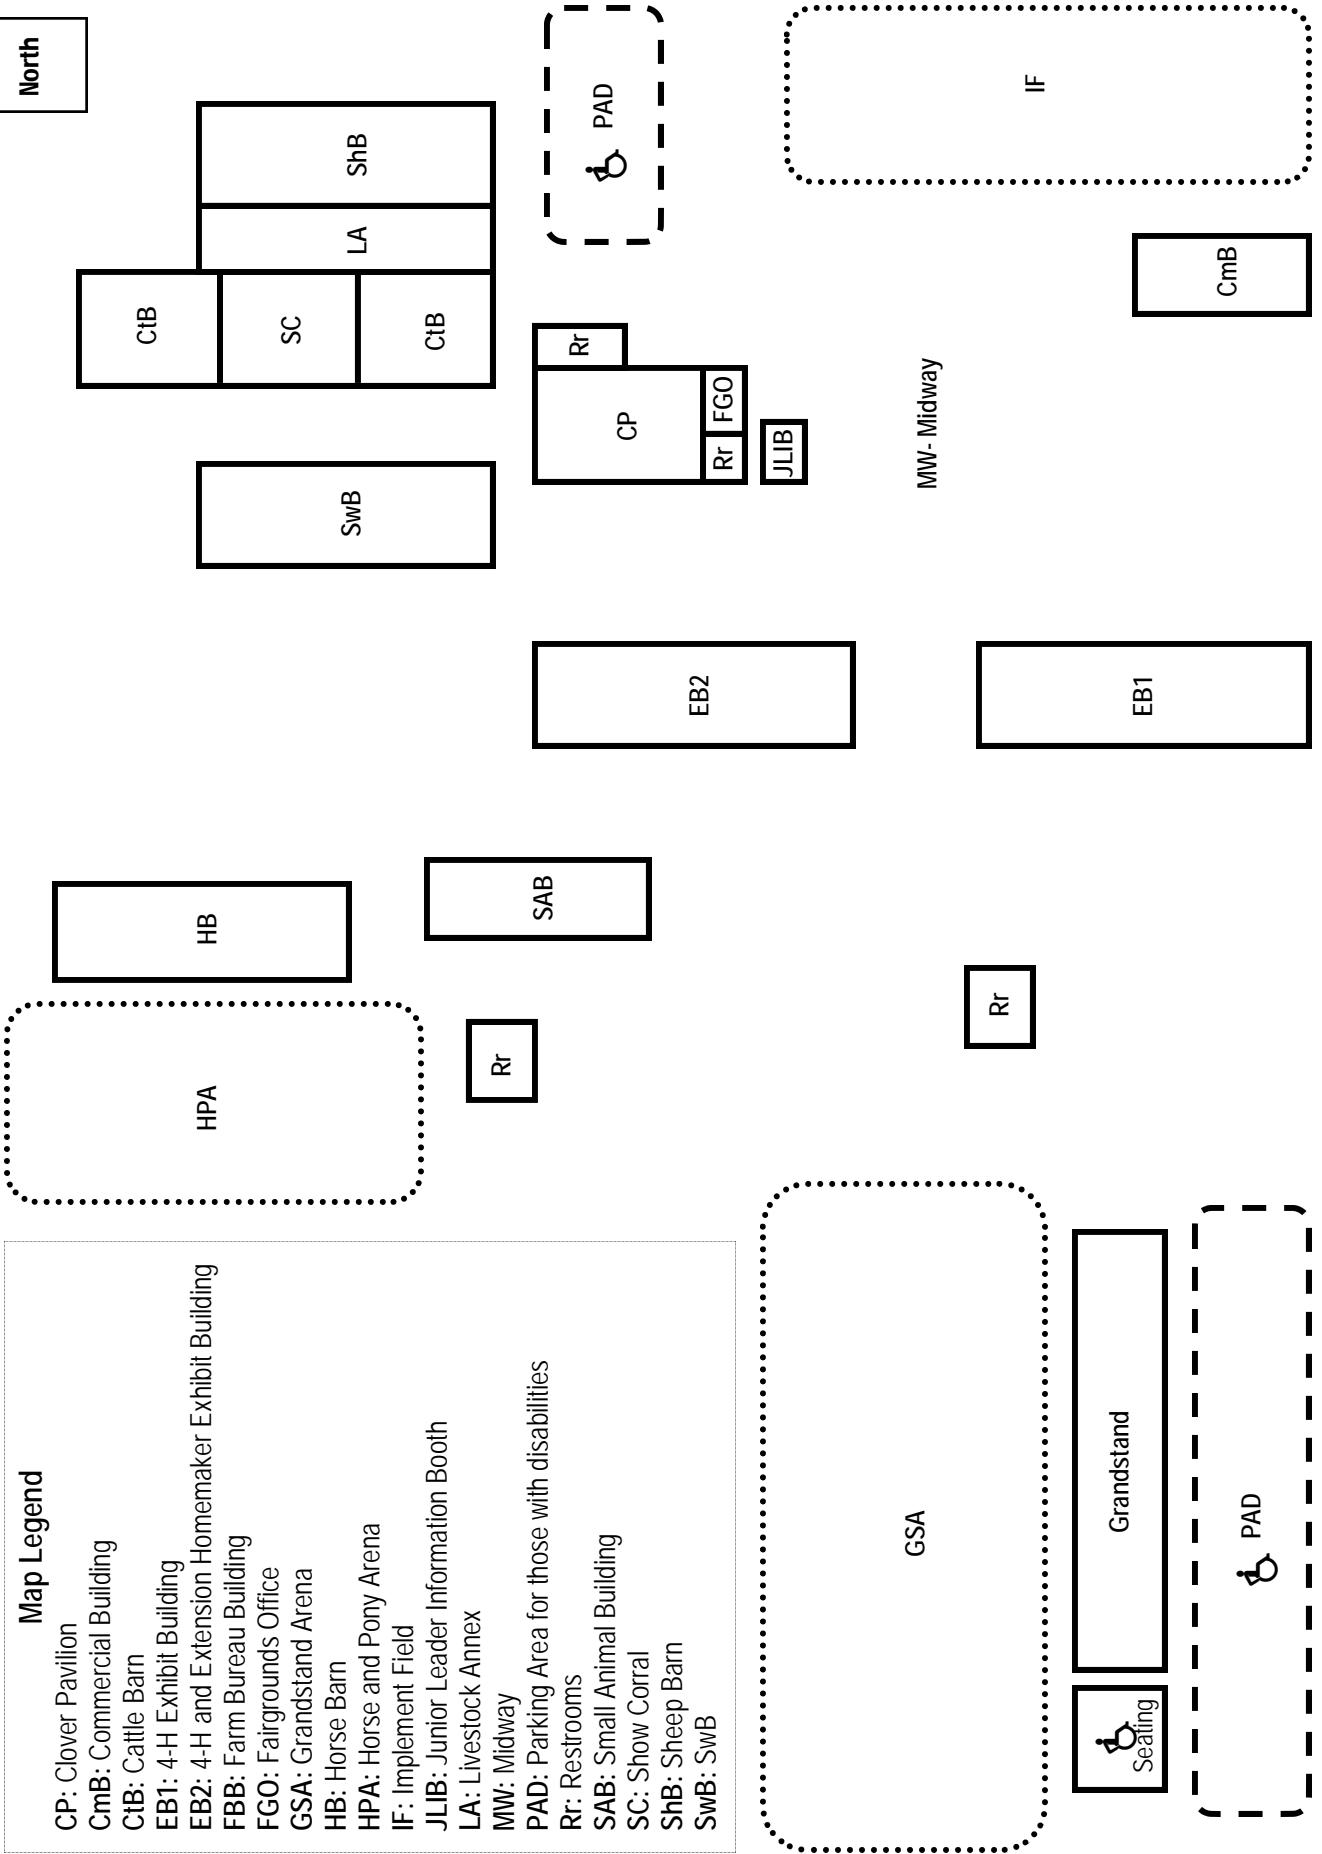 North
Map Legend
CP: Clover Pavilion
CmB: Commercial Building
CtB: Cattle Barn
EB1: 4-H Exhibit Building
EB2: 4-H and Extension Homemaker Exhibit Building
FBB: Farm Bureau Building
FGO: Fairgrounds Office
GSA: Grandstand Arena
HB: Horse Barn
HPA: Horse and Pony Arena
IF: Implement Field
JLIB: Junior Leader Information Booth
LA: Livestock Annex
MW: Midway
PAD: Parking Area for those with disabilities
Rr: Restrooms
SAB: Small Animal Building
SC: Show Corral
ShB: Sheep Barn
SwB: SwB
HPA
HB
CtB
SC
CtB
LA
ShB
SwB
Rr
SAB
EB2
CP
Rr
PAD
Rr
FGO
JLIB
GSA
Rr
MW- Midway
IF
EB1
CmB
Seating
Grandstand
PAD